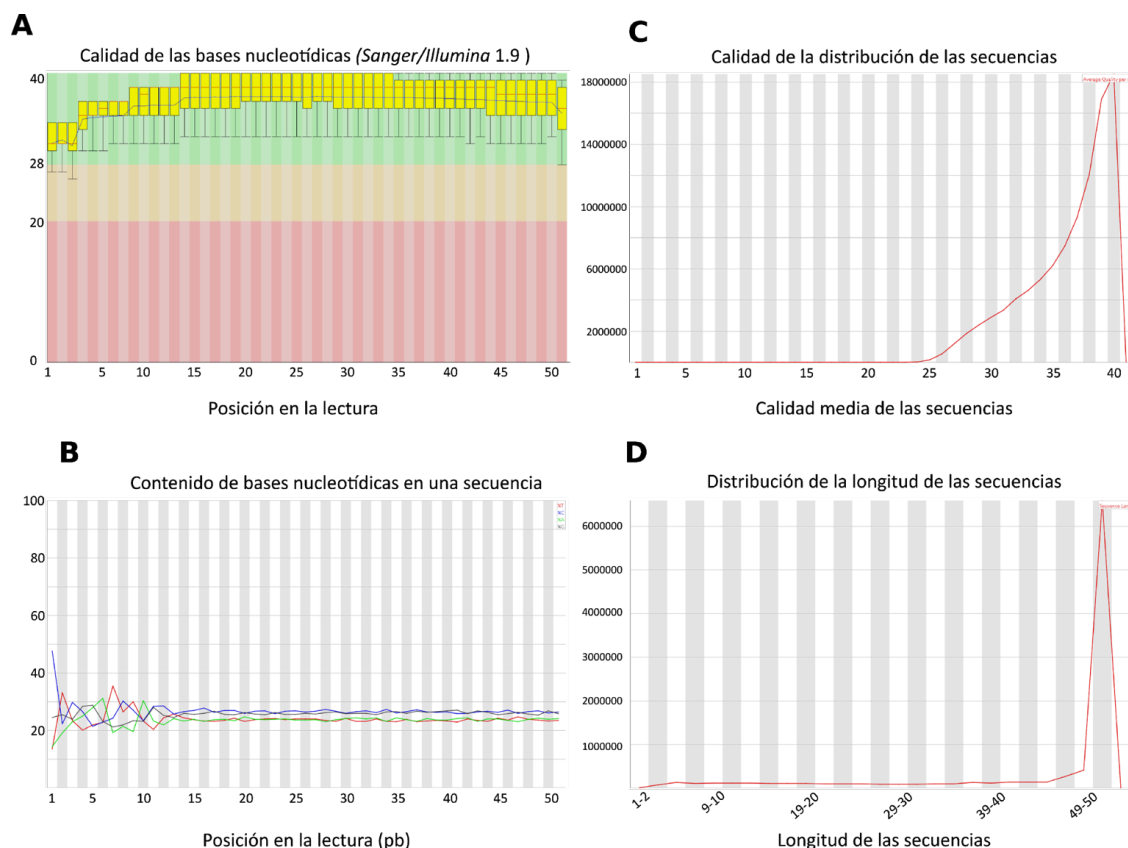 A
Calidad de las bases nucleotídicas (Sanger/Illumina 1.9 )
40
28
20
0
1 5 10 15 20 25 30 35 40 45 50
Posición en la lectura
B
Contenido de bases nucleotídicas en una secuencia
100
80
60
40
20
%T
%C
%A
%G
1 5 10 15 20 25 30 35 40 45 50
Posición en la lectura (pb)
C
Calidad de la distribución de las secuencias
Average Quality per
18000000
14000000
10000000
6000000
2000000
1 5 10 15 20 25 30 35 40
Calidad media de las secuencias
D
Distribución de la longitud de las secuencias
Sequence Len
6000000
5000000
4000000
3000000
2000000
1000000
1-2 9-10 19-20 29-30 39-40 49-50
Longitud de las secuencias